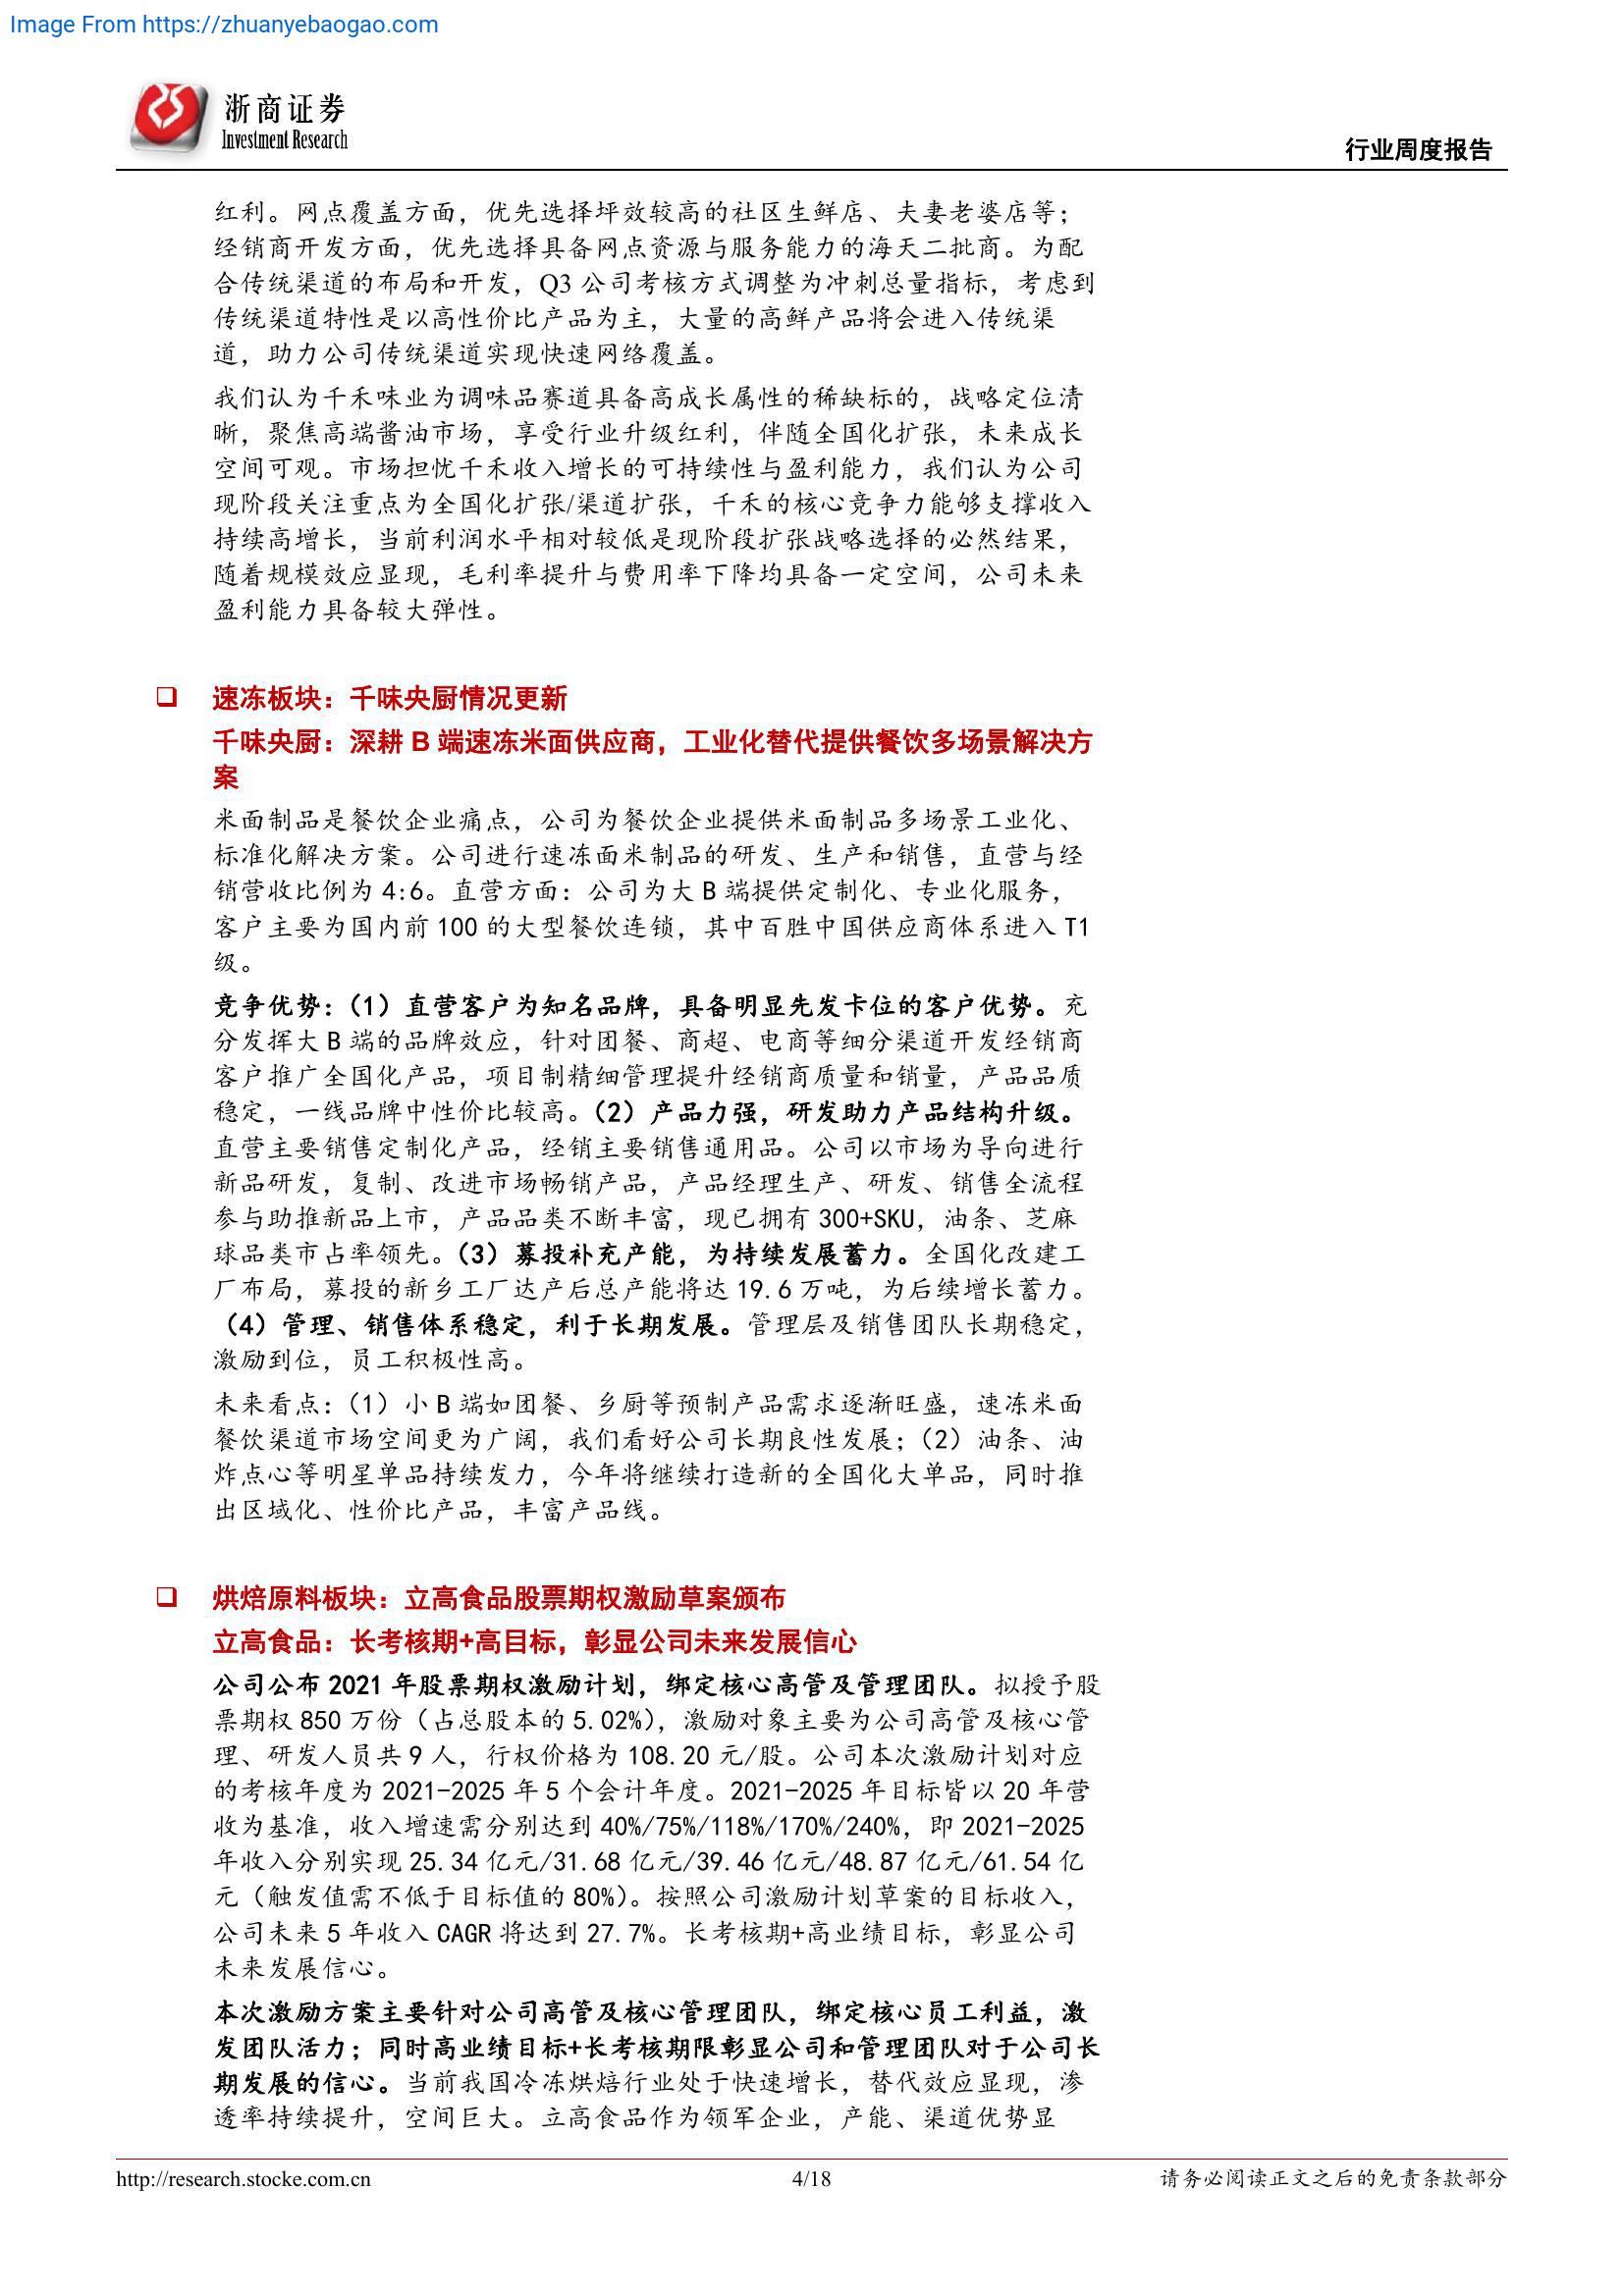 Image From https://zhuanyebaogao.com
浙商证券
Investment Research
行业周度报告
红利。网点覆盖方面，优先选择坪效较高的社区生鲜店、夫妻老婆店等；
经销商开发方面，优先选择具备网点资源与服务能力的海天二批商。为配
合传统渠道的布局和开发，Q3 公司考核方式调整为冲刺总量指标，考虑到
传统渠道特性是以高性价比产品为主，大量的高鲜产品将会进入传统渠
道，助力公司传统渠道实现快速网络覆盖。
我们认为千禾味业为调味品赛道具备高成长属性的稀缺标的，战略定位清
晰，聚焦高端酱油市场，享受行业升级红利，伴随全国化扩张，未来成长
空间可观。市场担忧千禾收入增长的可持续性与盈利能力，我们认为公司
现阶段关注重点为全国化扩张/渠道扩张，千禾的核心竞争力能够支撑收入
持续高增长，当前利润水平相对较低是现阶段扩张战略选择的必然结果，
随着规模效应显现，毛利率提升与费用率下降均具备一定空间，公司未来
盈利能力具备较大弹性。
❑ 速冻板块：千味央厨情况更新
千味央厨：深耕 B 端速冻米面供应商，工业化替代提供餐饮多场景解决方
案
米面制品是餐饮企业痛点，公司为餐饮企业提供米面制品多场景工业化、
标准化解决方案。公司进行速冻面米制品的研发、生产和销售，直营与经
销营收比例为 4:6。直营方面：公司为大 B 端提供定制化、专业化服务，
客户主要为国内前 100 的大型餐饮连锁，其中百胜中国供应商体系进入 T1
级。
竞争优势：（1）直营客户为知名品牌，具备明显先发卡位的客户优势。充
分发挥大 B 端的品牌效应，针对团餐、商超、电商等细分渠道开发经销商
客户推广全国化产品，项目制精细管理提升经销商质量和销量，产品品质
稳定，一线品牌中性价比较高。（2）产品力强，研发助力产品结构升级。
直营主要销售定制化产品，经销主要销售通用品。公司以市场为导向进行
新品研发，复制、改进市场畅销产品，产品经理生产、研发、销售全流程
参与助推新品上市，产品品类不断丰富，现已拥有 300+SKU，油条、芝麻
球品类市占率领先。（3）募投补充产能，为持续发展蓄力。全国化改建工
厂布局，募投的新乡工厂达产后总产能将达 19.6 万吨，为后续增长蓄力。
（4）管理、销售体系稳定，利于长期发展。管理层及销售团队长期稳定，
激励到位，员工积极性高。
未来看点：（1）小 B 端如团餐、乡厨等预制产品需求逐渐旺盛，速冻米面
餐饮渠道市场空间更为广阔，我们看好公司长期良性发展；（2）油条、油
炸点心等明星单品持续发力，今年将继续打造新的全国化大单品，同时推
出区域化、性价比产品，丰富产品线。
❑ 烘焙原料板块：立高食品股票期权激励草案颁布
立高食品：长考核期+高目标，彰显公司未来发展信心
公司公布 2021 年股票期权激励计划，绑定核心高管及管理团队。拟授予股
票期权 850 万份（占总股本的 5.02%），激励对象主要为公司高管及核心管
理、研发人员共 9 人，行权价格为 108.20 元/股。公司本次激励计划对应
的考核年度为 2021-2025 年 5 个会计年度。2021-2025 年目标皆以 20 年营
收为基准，收入增速需分别达到 40%/75%/118%/170%/240%，即 2021-2025
年收入分别实现 25.34 亿元/31.68 亿元/39.46 亿元/48.87 亿元/61.54 亿
元（触发值需不低于目标值的 80%）。按照公司激励计划草案的目标收入，
公司未来 5 年收入 CAGR 将达到 27.7%。长考核期+高业绩目标，彰显公司
未来发展信心。
本次激励方案主要针对公司高管及核心管理团队，绑定核心员工利益，激
发团队活力；同时高业绩目标+长考核期限彰显公司和管理团队对于公司长
期发展的信心。当前我国冷冻烘焙行业处于快速增长，替代效应显现，渗
透率持续提升，空间巨大。立高食品作为领军企业，产能、渠道优势显
http://research.stocke.com.cn
4/18
请务必阅读正文之后的免责条款部分